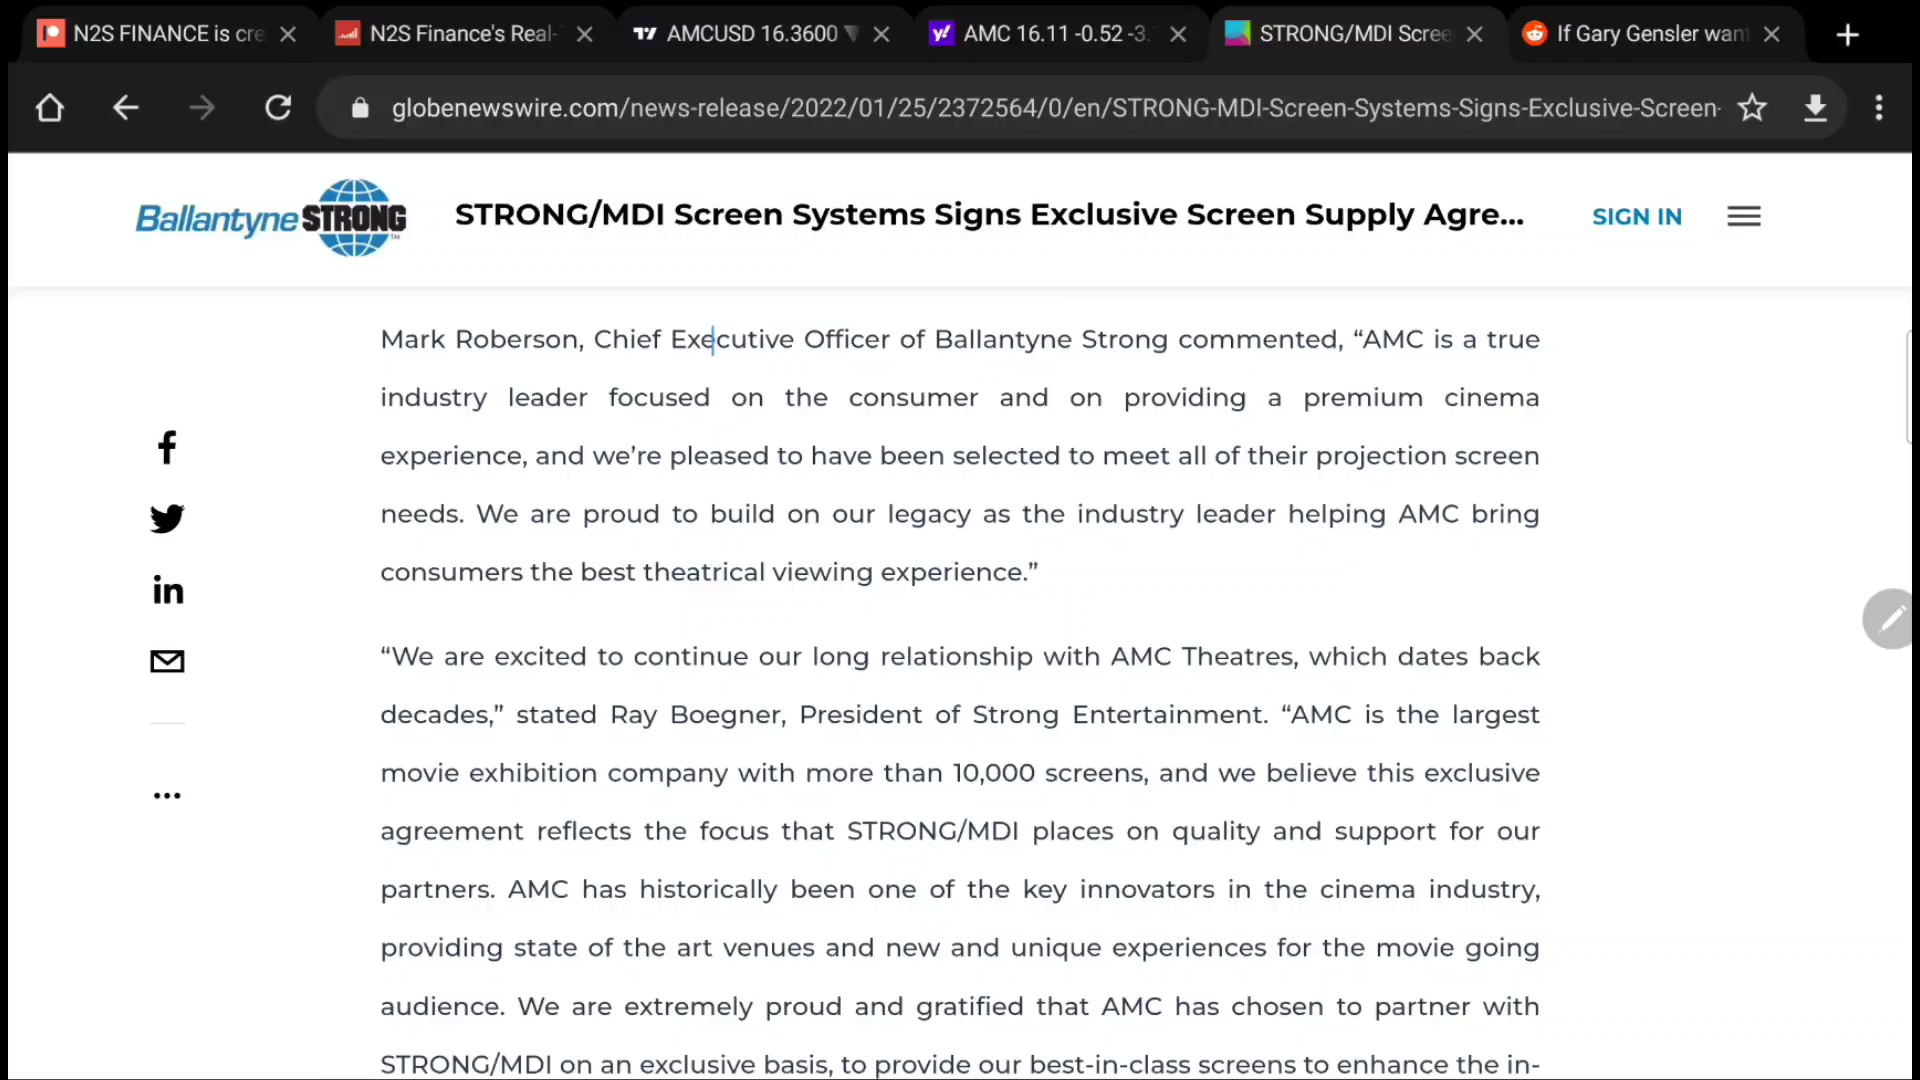 N2S FINANCE is cre
N2S Finance's Real-
AMCUSD 16.3600 ▼
AMC 16.11 -0.52 -3.
STRONG/MDI Scree
If Gary Gensler wan
globenewswire.com/news-release/2022/01/25/2372564/0/en/STRONG-MDI-Screen-Systems-Signs-Exclusive-Screen-
Ballantyne STRONG
STRONG/MDI Screen Systems Signs Exclusive Screen Supply Agre...
SIGN IN
Mark Roberson, Chief Executive Officer of Ballantyne Strong commented, “AMC is a true
industry leader focused on the consumer and on providing a premium cinema
experience, and we’re pleased to have been selected to meet all of their projection screen
needs. We are proud to build on our legacy as the industry leader helping AMC bring
consumers the best theatrical viewing experience.”
“We are excited to continue our long relationship with AMC Theatres, which dates back
decades,” stated Ray Boegner, President of Strong Entertainment. “AMC is the largest
movie exhibition company with more than 10,000 screens, and we believe this exclusive
agreement reflects the focus that STRONG/MDI places on quality and support for our
partners. AMC has historically been one of the key innovators in the cinema industry,
providing state of the art venues and new and unique experiences for the movie going
audience. We are extremely proud and gratified that AMC has chosen to partner with
STRONG/MDI on an exclusive basis, to provide our best-in-class screens to enhance the in-